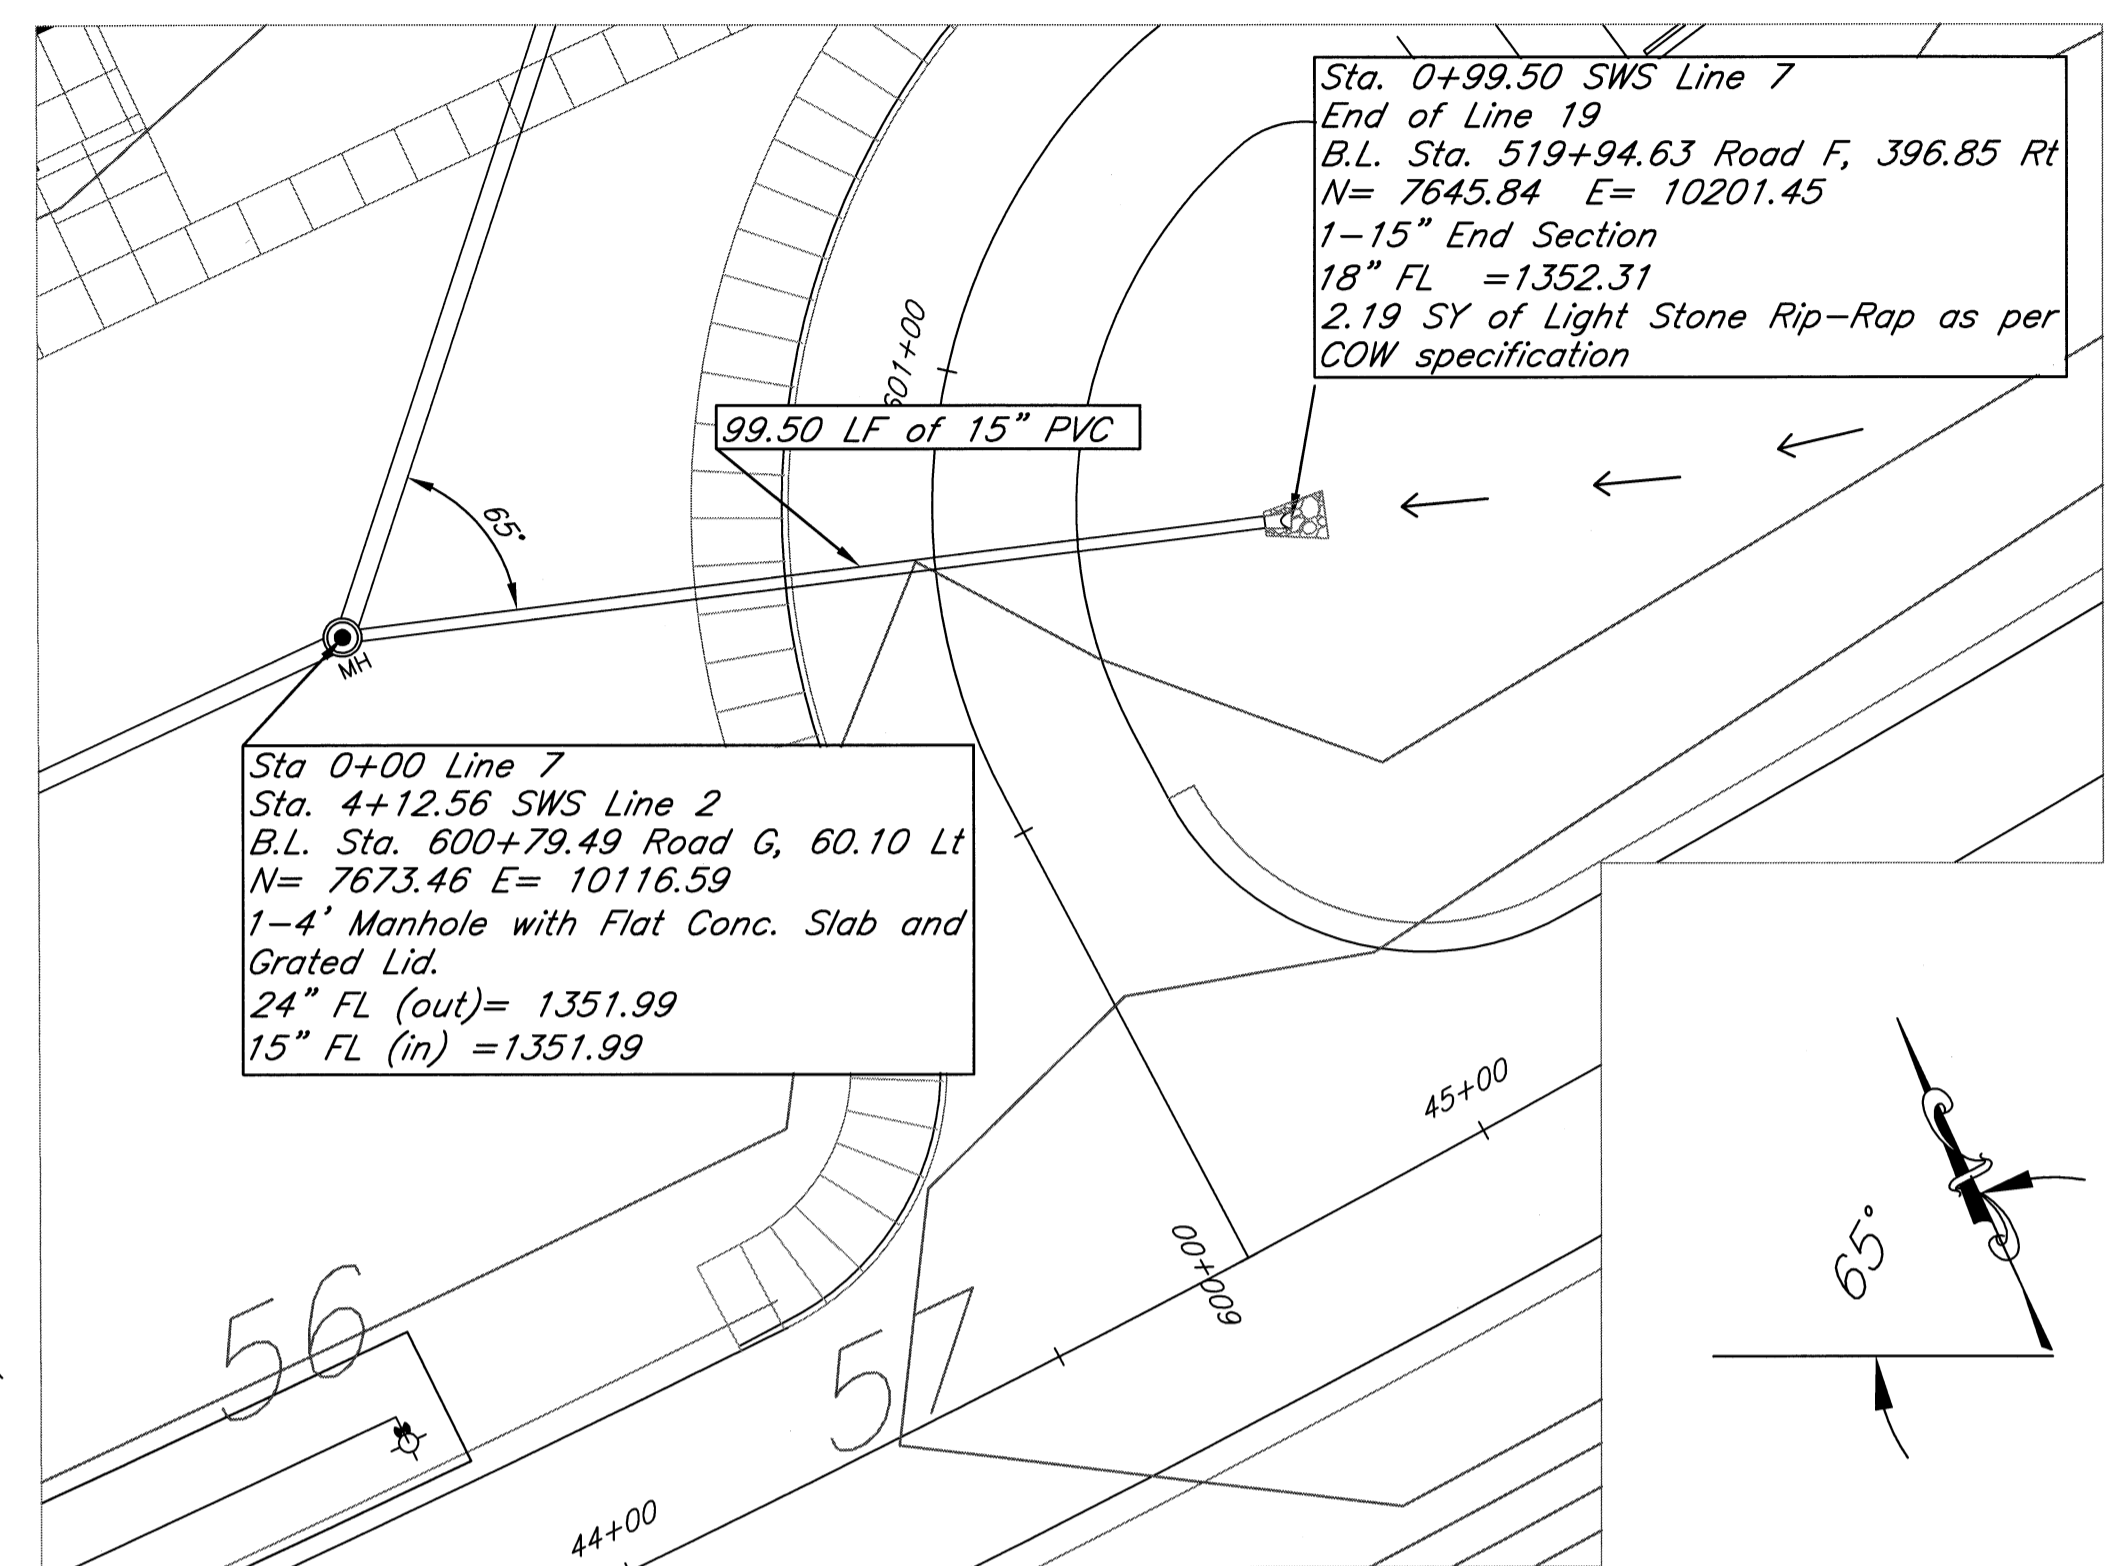 Sta. 0+99.50 SWS Line 7
End of Line 19
B.L. Sta. 519+94.63 Road F, 396.85 Rt
N= 7645.84 E= 10201.45
1-15" End Section
18" FL =1352.31
2.19 SY of Light Stone Rip-Rap as per
COW specification
601+00
99.50 LF of 15" PVC
65°
MH
Sta 0+00 Line 7
Sta. 4+12.56 SWS Line 2
B.L. Sta. 600+79.49 Road G, 60.10 Lt
N= 7673.46 E= 10116.59
1-4' Manhole with Flat Conc. Slab and
Grated Lid.
24" FL (out)= 1351.99
15" FL (in) =1351.99
45+00
600+00
65°
56
57
44+00